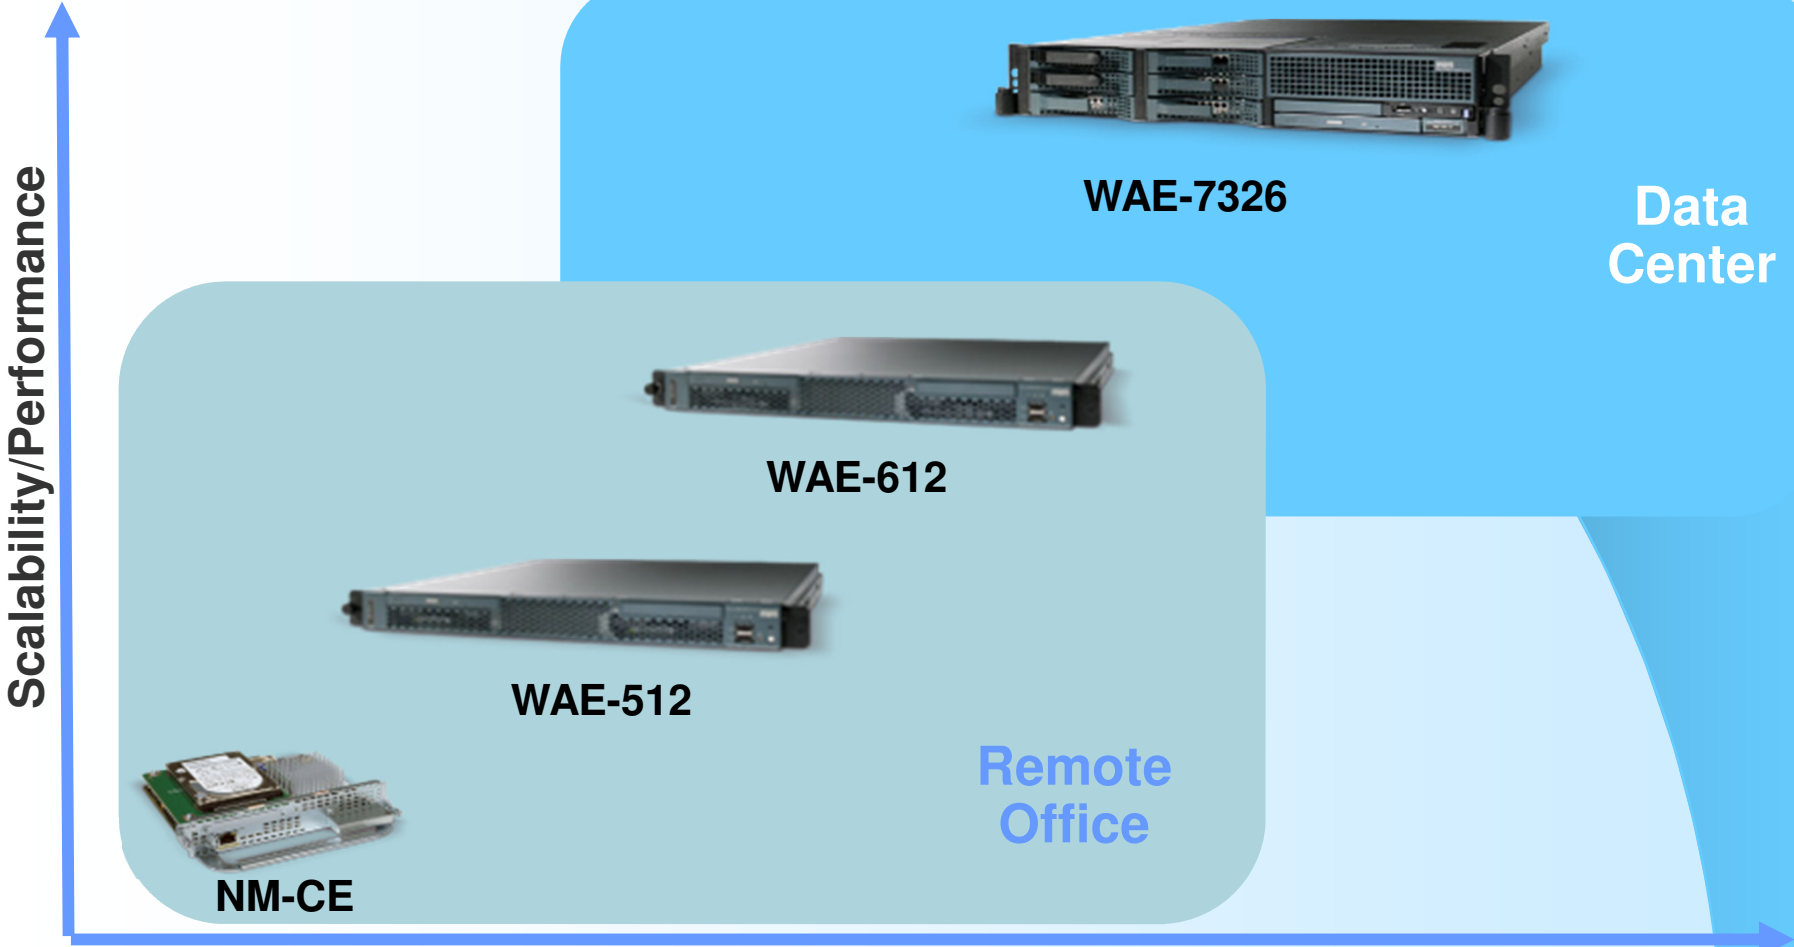 Scalability/Performance
WAE-7326
Data
Center
WAE-612
WAE-512
Remote
Office
NM-CE